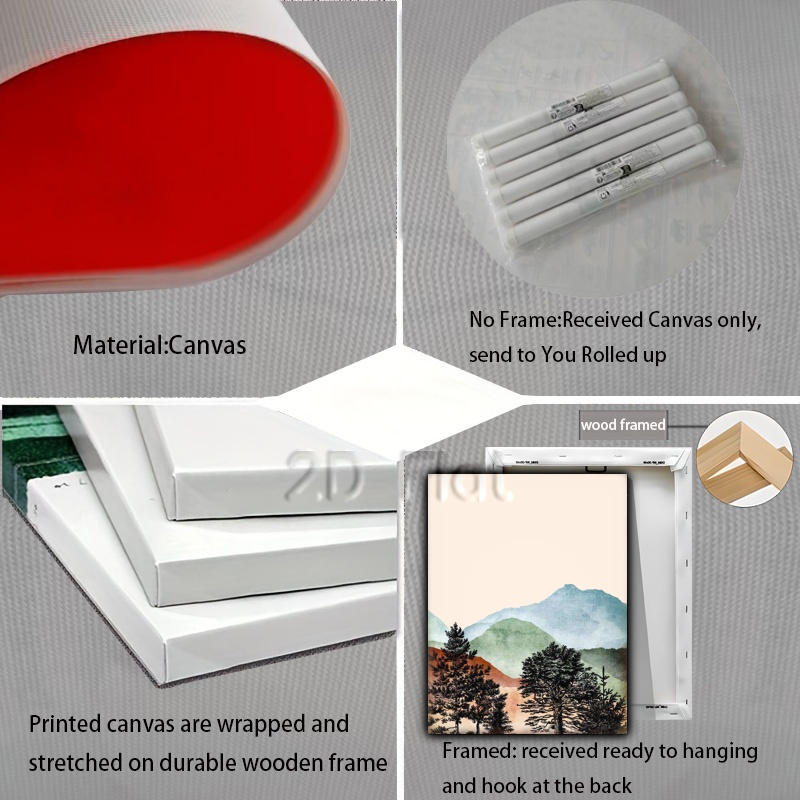 Material:Canvas
No Frame:Received Canvas only,
send to You Rolled up
wood framed
2D Flat
Printed canvas are wrapped and
stretched on durable wooden frame
Framed: received ready to hanging
and hook at the back